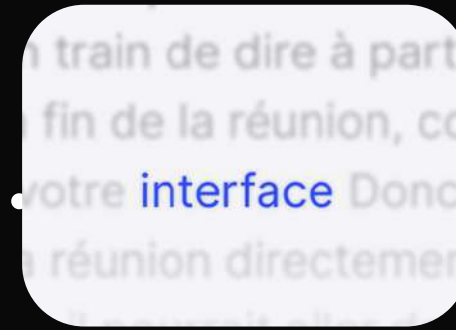 train de dire à part
fin de la réunion, co
votre interface Donc
réunion directemen